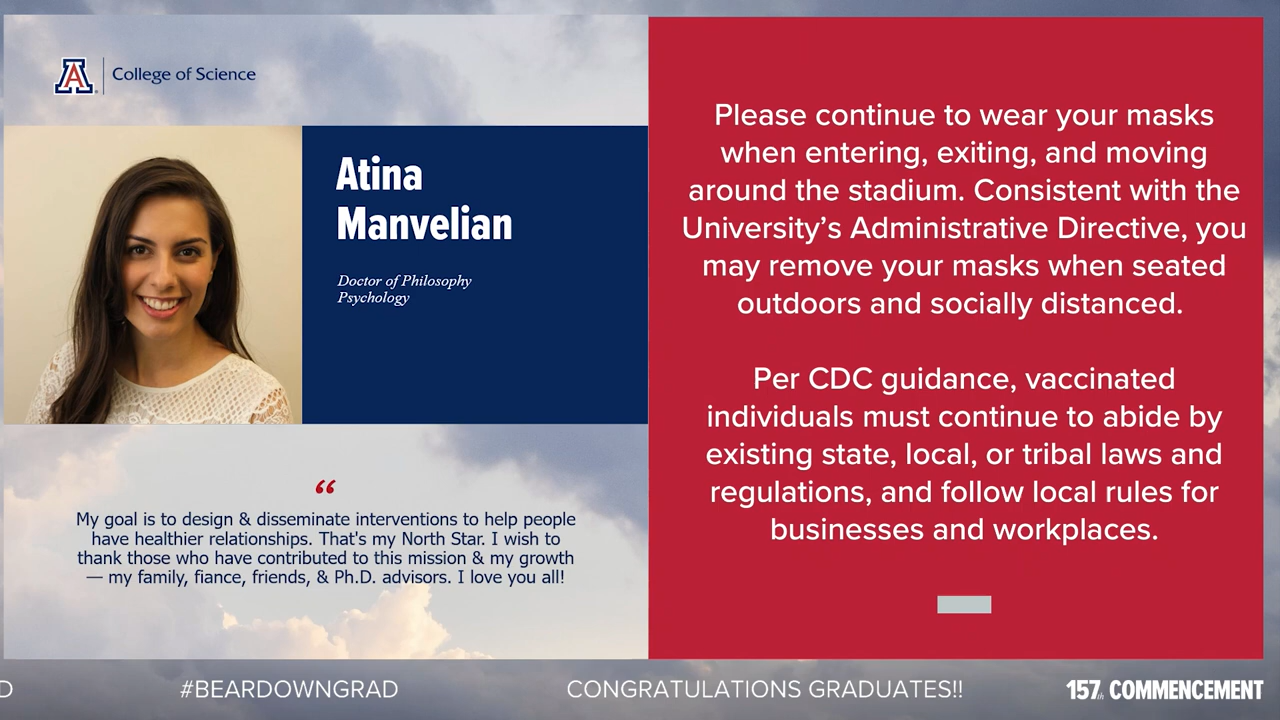 A
College of Science
Atina
Manvelian
Doctor of Philosophy
Psychology
“
My goal is to design & disseminate interventions to help people
have healthier relationships. That's my North Star. I wish to
thank those who have contributed to this mission & my growth
— my family, fiance, friends, & Ph.D. advisors. I love you all!
Please continue to wear your masks
when entering, exiting, and moving
around the stadium. Consistent with the
University’s Administrative Directive, you
may remove your masks when seated
outdoors and socially distanced.
Per CDC guidance, vaccinated
individuals must continue to abide by
existing state, local, or tribal laws and
regulations, and follow local rules for
businesses and workplaces.
D #BEARDOWNGRAD CONGRATULATIONS GRADUATES!! 157th COMMENCEMENT